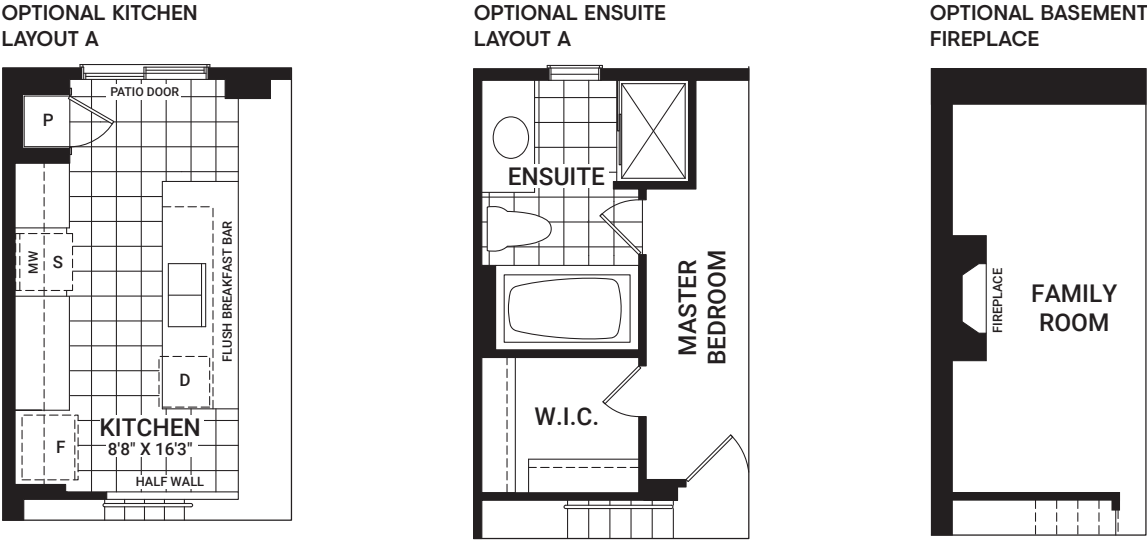 OPTIONAL KITCHEN
LAYOUT A
PATIO DOOR
P
MW
S
FLUSH BREAKFAST BAR
D
F
KITCHEN
8'8" X 16'3"
HALF WALL
OPTIONAL ENSUITE
LAYOUT A
ENSUITE
MASTER
BEDROOM
W.I.C.
OPTIONAL BASEMENT
FIREPLACE
FIREPLACE
FAMILY
ROOM